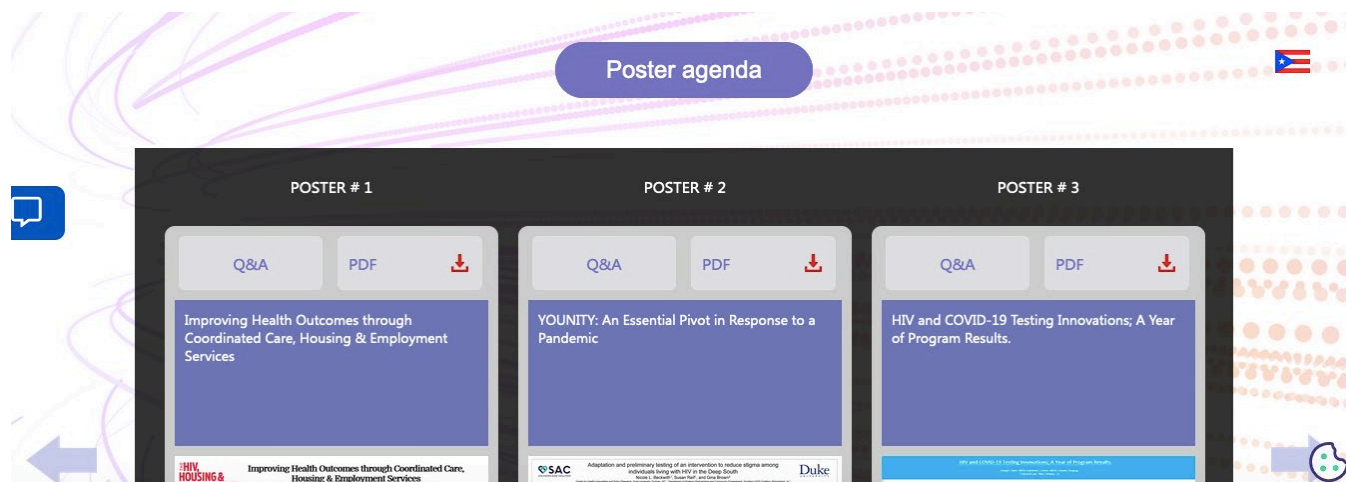 Poster agenda
POSTER # 1
POSTER # 2
POSTER # 3
Q&A
PDF
Q&A
PDF
Q&A
PDF
Improving Health Outcomes through
Coordinated Care, Housing & Employment
Services
YOUNITY: An Essential Pivot in Response to a
Pandemic
HIV and COVID-19 Testing Innovations; A Year
of Program Results.
HIV,
HOUSING &
Improving Health Outcomes through Coordinated Care,
Housing & Employment Services
SAC
Adaptation and preliminary testing of an intervention to reduce stigma among
individuals living with HIV in the Deep South
Duke
HIV and COVID-19 Testing Innovations; A Year of Program Results.